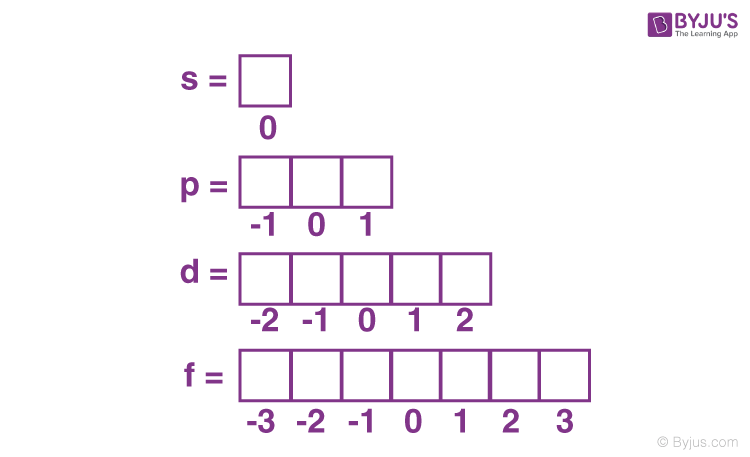 BYJU'S
The Learning App
s =
0
p =
-1 0 1
d =
-2 -1 0 1 2
f =
-3 -2 -1 0 1 2 3
© Byjus.com